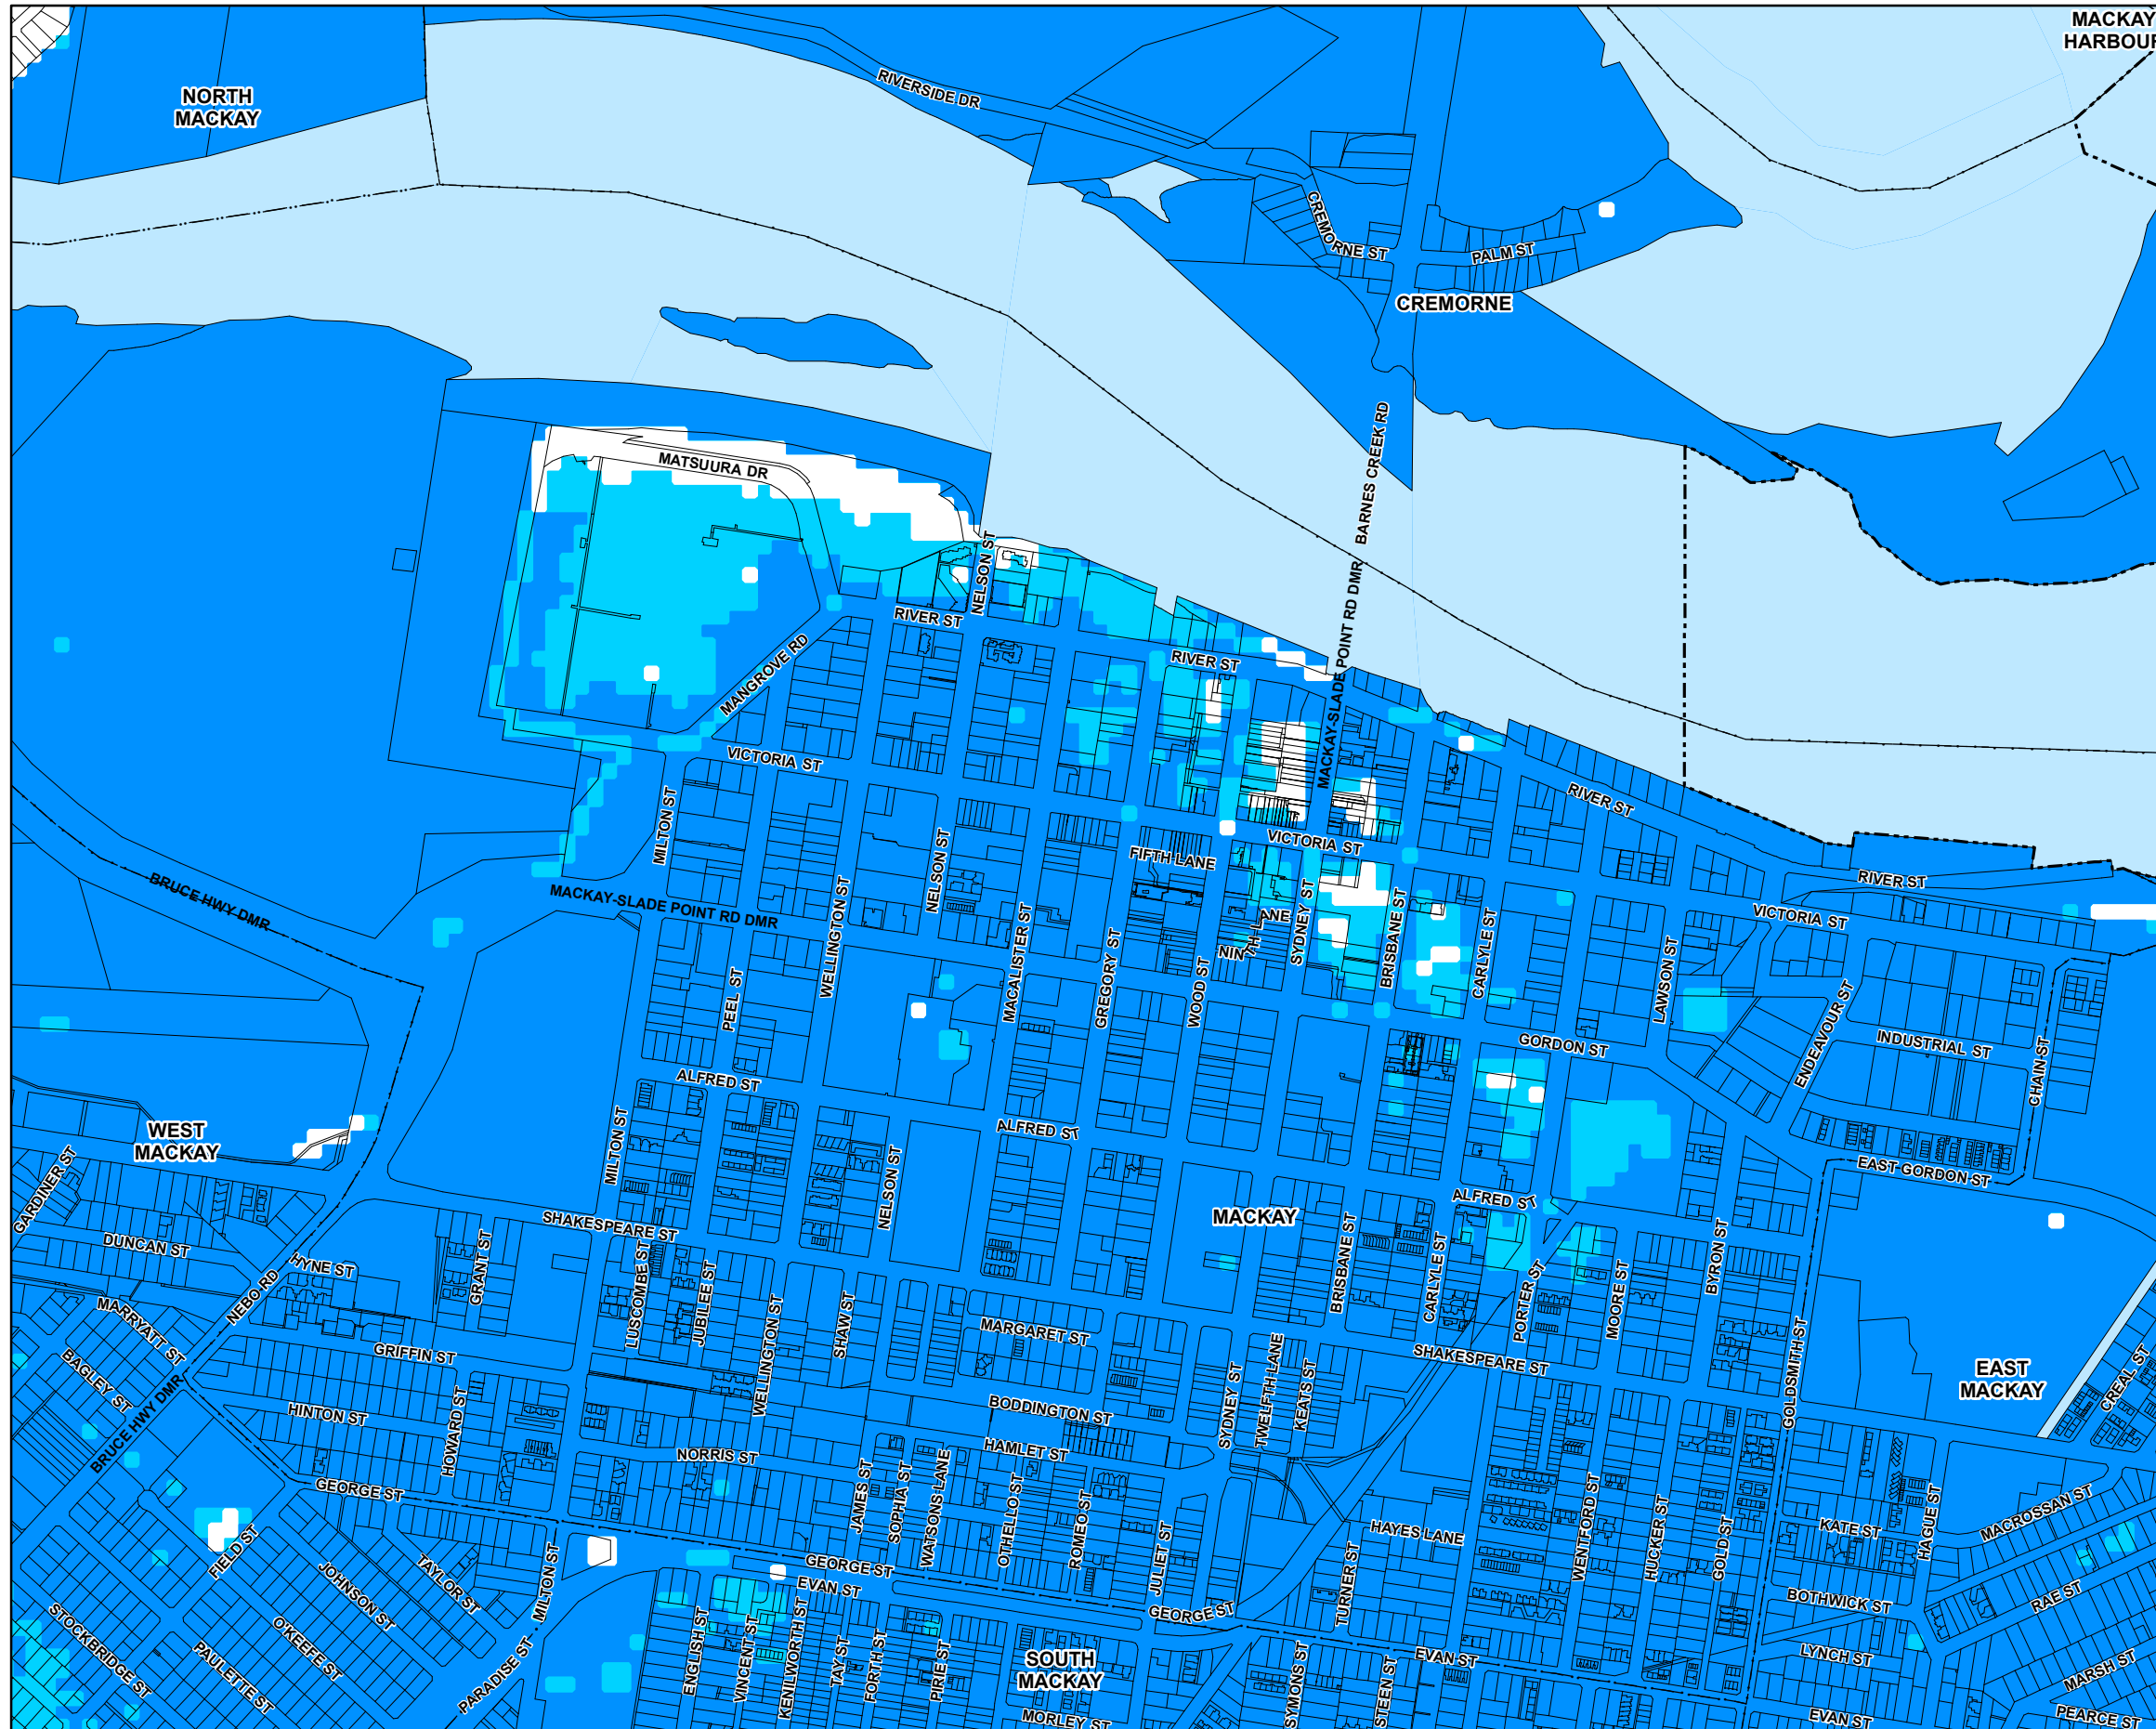 MACKAY
HARBOUR
NORTH
MACKAY
RIVERSIDE DR
CREMORNE ST
PALM ST
CREMORNE
MATSUURA DR
BARNES CREEK RD
MACKAY-SLADE POINT RD DMR
NELSON ST
RIVER ST
MANGROVE RD
RIVER ST
VICTORIA ST
MILTON ST
RIVER ST
VICTORIA ST
FIFTH LANE
NELSON ST
BRUCE HWY DMR
MACKAY-SLADE POINT RD DMR
WELLINGTON ST
MACALISTER ST
GREGORY ST
WOOD ST
SYDNEY ST
BRISBANE ST
CARLYLE ST
LAWSON ST
RIVER ST
VICTORIA ST
PEEL ST
ENDEAVOUR ST
INDUSTRIAL ST
CHAIN ST
GORDON ST
ALFRED ST
WEST
MACKAY
MILTON ST
ALFRED ST
EAST GORDON ST
GARDINER ST
NELSON ST
ALFRED ST
MACKAY
SHAKESPEARE ST
DUNCAN ST
HYNE ST
NEBO RD
GRANT ST
LUSCOMBE ST
JUBILEE ST
WELLINGTON ST
SHAW ST
MARGARET ST
BRISBANE ST
CARLYLE ST
PORTER ST
MOORE ST
BYRON ST
GOLDSMITH ST
MARRYATT ST
GRIFFIN ST
SHAKESPEARE ST
EAST
MACKAY
CREAL ST
BAGLEY ST
BRUCE HWY DMR
HINTON ST
HOWARD ST
BODDINGTON ST
SYDNEY ST
TWELFTH LANE
KEATS ST
NORRIS ST
HAMLET ST
GEORGE ST
JAMES ST
SOPHIA ST
WATSONS LANE
OTHELLO ST
ROMEO ST
JULIET ST
HAYES LANE
WENTFORD ST
HUCKER ST
GOLD ST
KATE ST
HAGUE ST
MACROSSAN ST
FIELD ST
JOHNSON ST
TAYLOR ST
MILTON ST
GEORGE ST
EVAN ST
GEORGE ST
TURNER ST
BOTHWICK ST
RAE ST
STOCKBRIDGE ST
PAULETTE ST
O'KEEFE ST
PARADISE ST
ENGLISH ST
VINCENT ST
KENILWORTH ST
TAY ST
FORTH ST
PIRIE ST
SOUTH
MACKAY
SYMONS ST
STEEN ST
EVAN ST
LYNCH ST
MARSH ST
MORLEY ST
EVAN ST
PEARCE ST